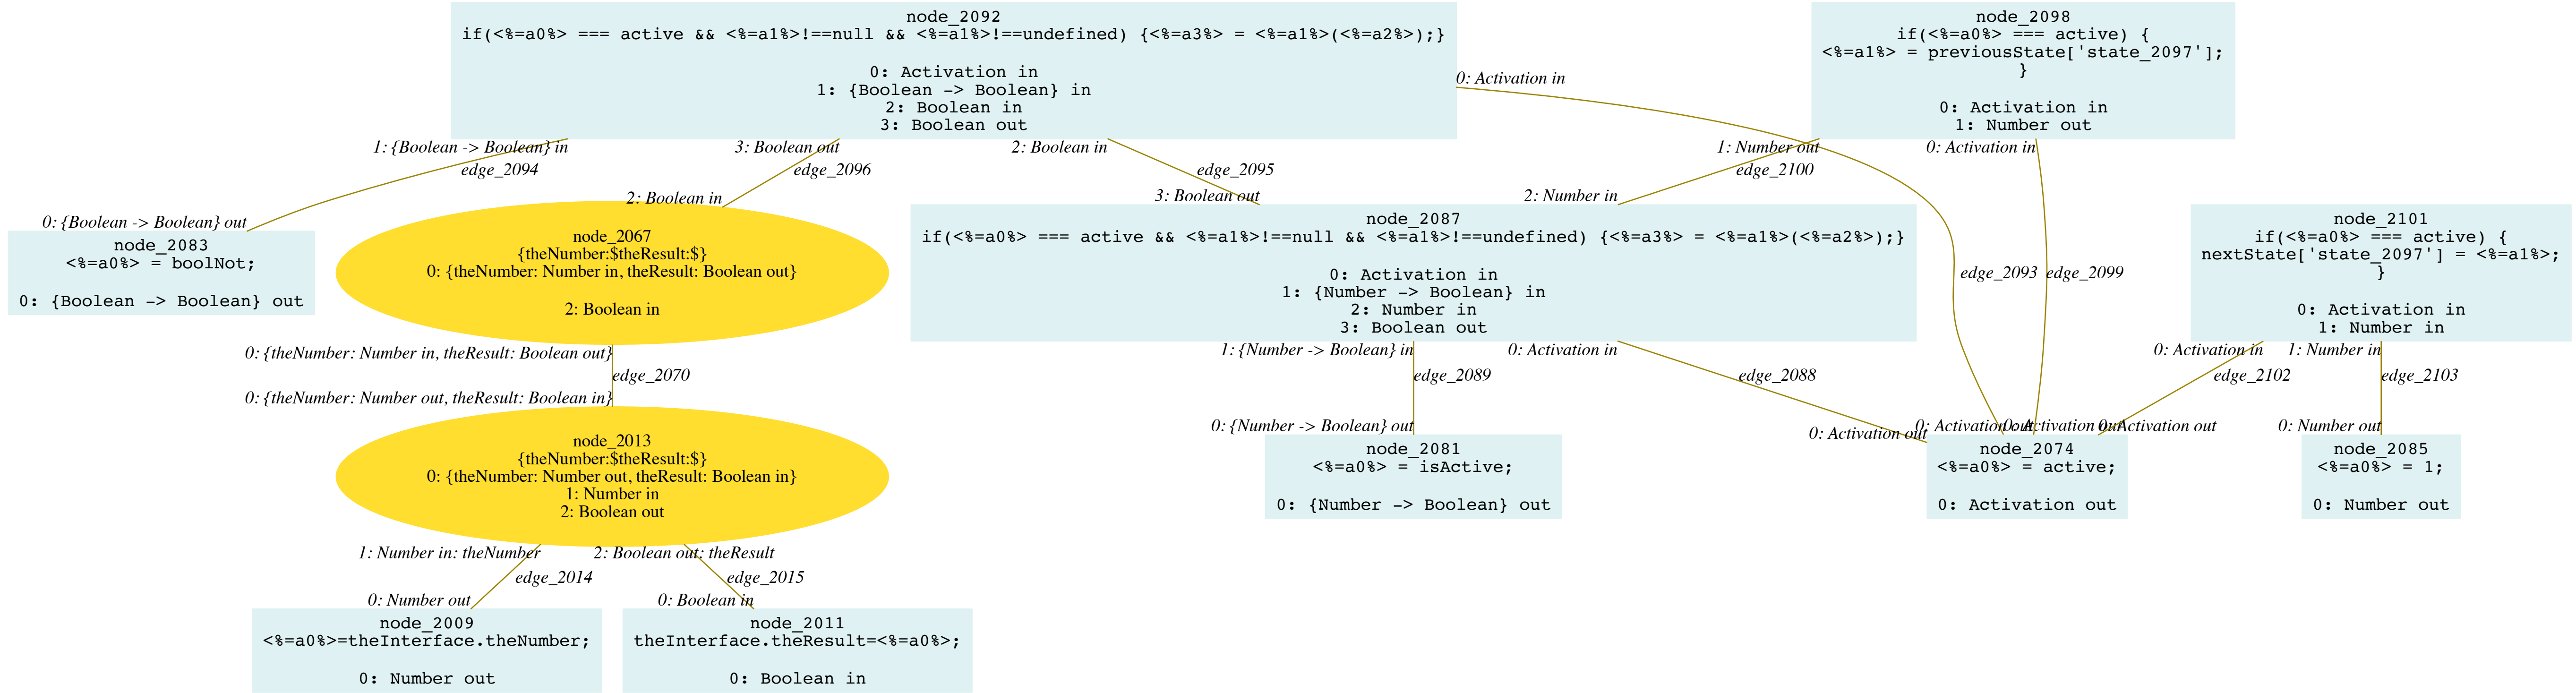 node_2092
if(<%=a0%> === active && <%=a1%>!==null && <%=a1%>!==undefined) {<%=a3%> = <%=a1%>(<%=a2%>);}
0: Activation in
1: {Boolean -> Boolean} in
2: Boolean in
3: Boolean out
node_2098
if(<%=a0%> === active) {
<%=a1%> = previousState['state_2097'];
}
0: Activation in
1: Number out
0: Activation in
1: {Boolean -> Boolean} in
3: Boolean out
2: Boolean in
1: Number out
0: Activation in
edge_2094
edge_2096
edge_2095
edge_2100
0: {Boolean -> Boolean} out
2: Boolean in
3: Boolean out
2: Number in
node_2083
<%=a0%> = boolNot;
0: {Boolean -> Boolean} out
node_2067
{theNumber:$theResult:$}
0: {theNumber: Number in, theResult: Boolean out}
2: Boolean in
node_2087
if(<%=a0%> === active && <%=a1%>!==null && <%=a1%>!==undefined) {<%=a3%> = <%=a1%>(<%=a2%>);}
0: Activation in
1: {Number -> Boolean} in
2: Number in
3: Boolean out
edge_2093
edge_2099
node_2101
if(<%=a0%> === active) {
nextState['state_2097'] = <%=a1%>;
}
0: Activation in
1: Number in
0: {theNumber: Number in, theResult: Boolean out}
1: {Number -> Boolean} in
0: Activation in
0: Activation in
1: Number in
edge_2070
edge_2089
edge_2088
edge_2102
edge_2103
0: {theNumber: Number out, theResult: Boolean in}
0: {Number -> Boolean} out
0: Activation out
0: Activation out
0: Activation out
0: Activation out
0: Number out
node_2013
{theNumber:$theResult:$}
0: {theNumber: Number out, theResult: Boolean in}
1: Number in
2: Boolean out
node_2081
<%=a0%> = isActive;
0: {Number -> Boolean} out
node_2074
<%=a0%> = active;
0: Activation out
node_2085
<%=a0%> = 1;
0: Number out
1: Number in: theNumber
2: Boolean out: theResult
edge_2014
edge_2015
0: Number out
0: Boolean in
node_2009
<%=a0%>=theInterface.theNumber;
0: Number out
node_2011
theInterface.theResult=<%=a0%>;
0: Boolean in